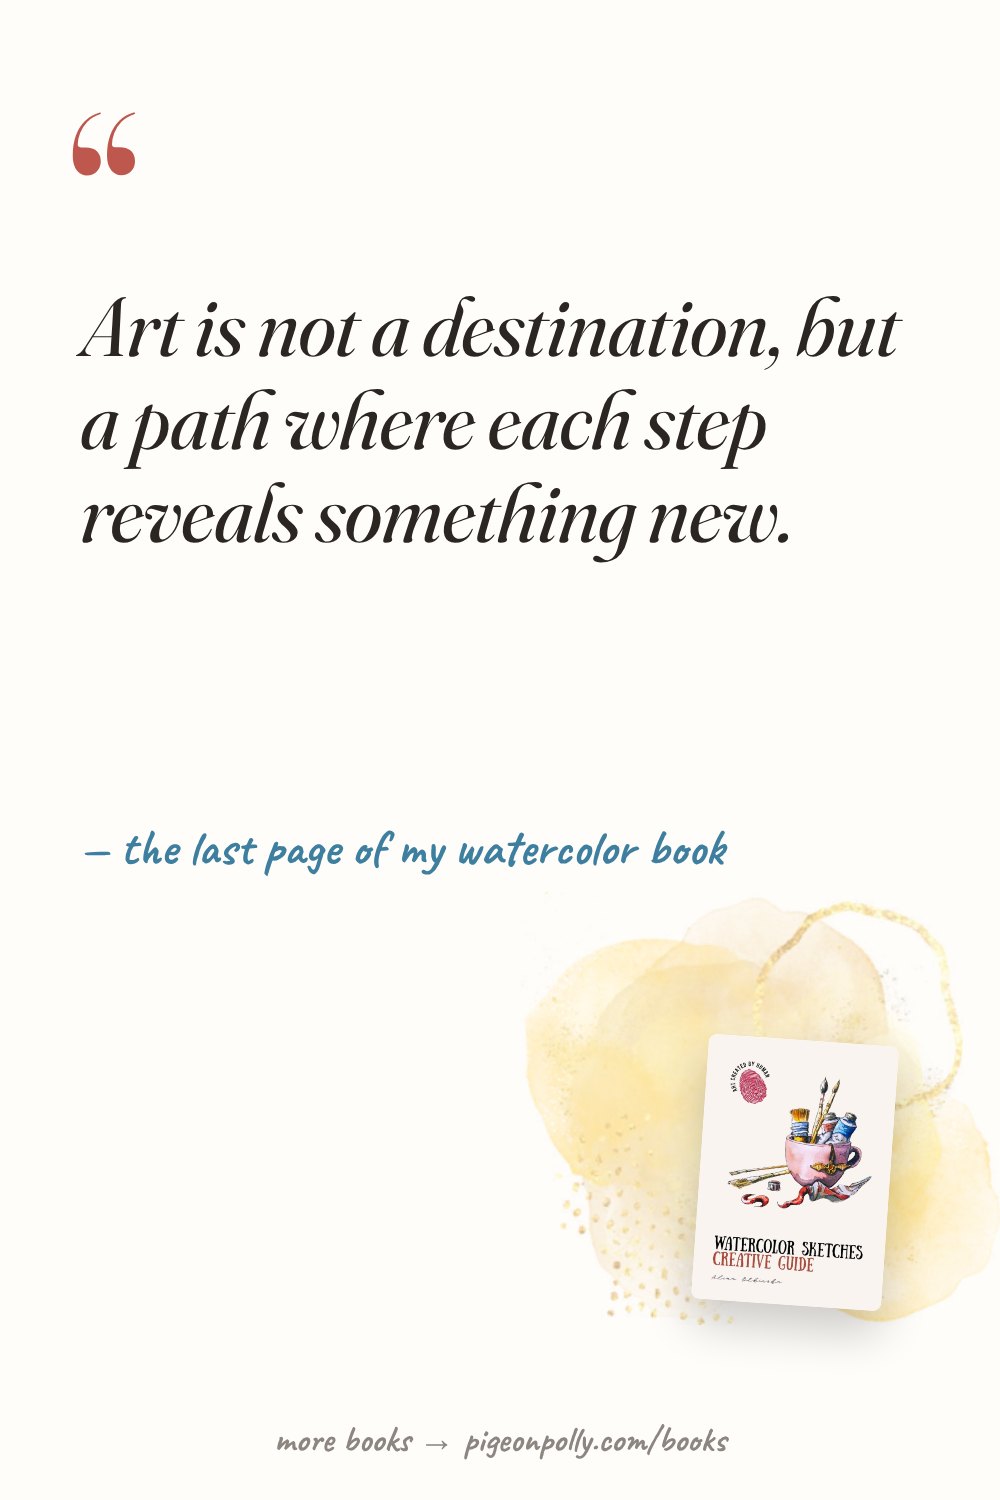 “
Art is not a destination, but
a path where each step
reveals something new.
– the last page of my watercolor book
ART CREATED BY HUMAN
WATERCOLOR SKETCHES
CREATIVE GUIDE
more books → pigeonpolly.com/books